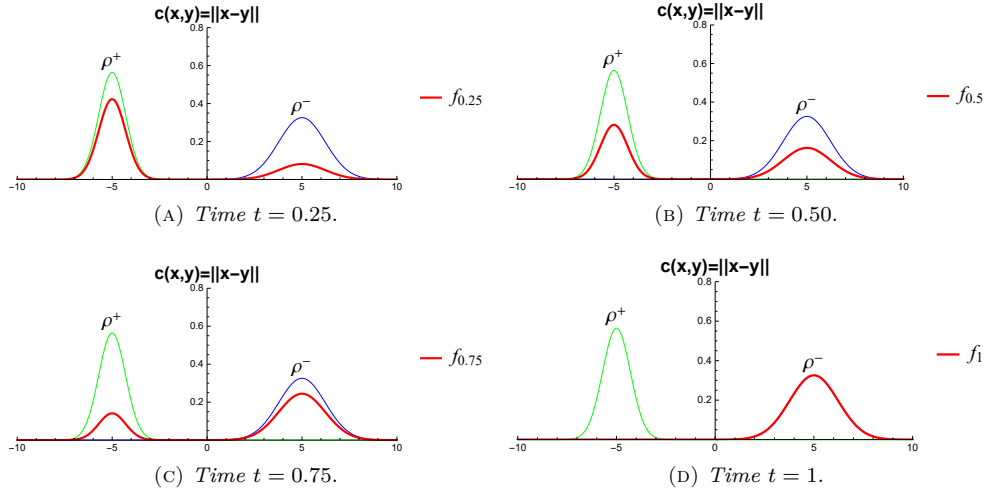 c(x,y)=||x−y||
0.8
0.6
0.4
0.2
ρ⁺
ρ⁻
f0.25
−10 −5 0 5 10
(A) Time t = 0.25.
c(x,y)=||x−y||
0.8
0.6
0.4
0.2
ρ⁺
ρ⁻
f0.5
−10 −5 0 5 10
(B) Time t = 0.50.
c(x,y)=||x−y||
0.8
0.6
0.4
0.2
ρ⁺
ρ⁻
f0.75
−10 −5 0 5 10
(C) Time t = 0.75.
c(x,y)=||x−y||
0.8
0.6
0.4
0.2
ρ⁺
ρ⁻
f1
−10 −5 0 5 10
(D) Time t = 1.